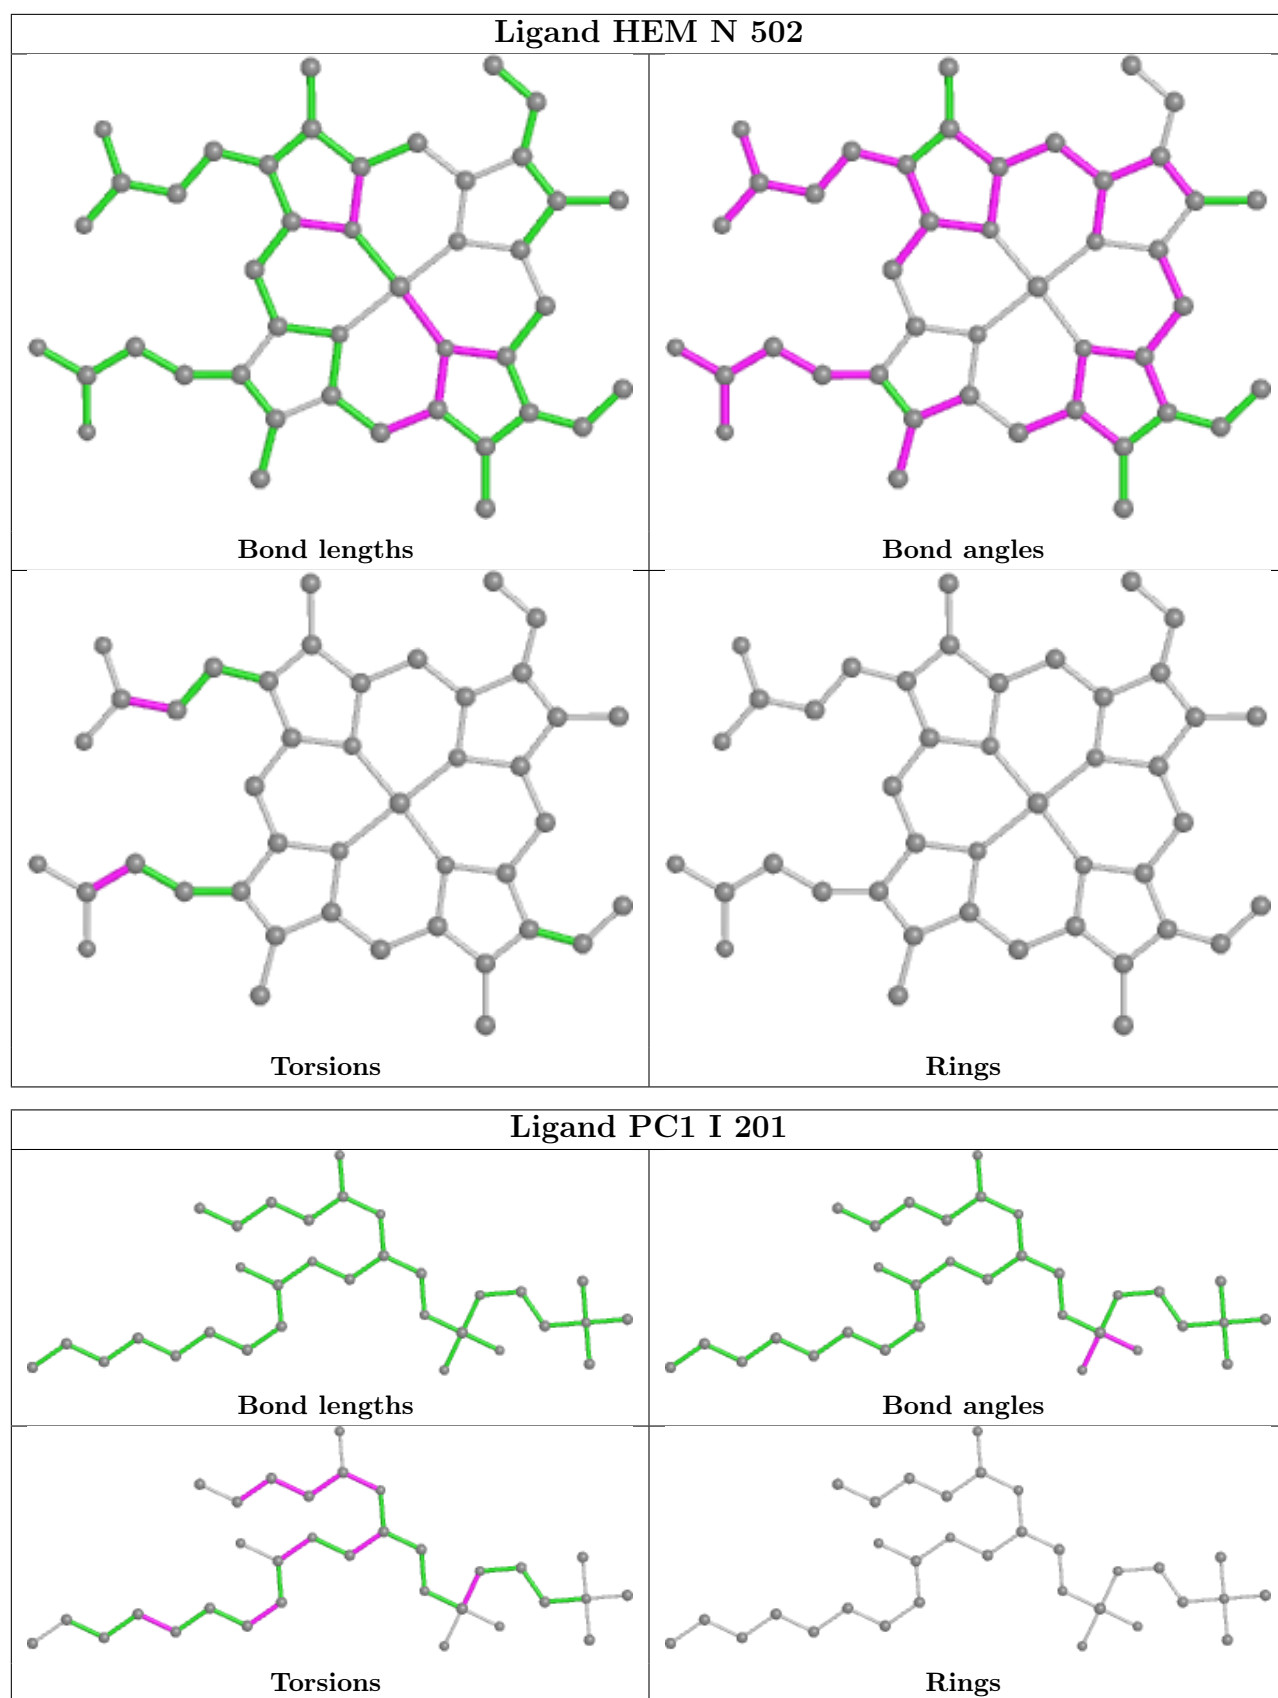 Ligand HEM N 502
Bond lengths
Bond angles
Torsions
Rings
Ligand PC1 I 201
Bond lengths
Bond angles
Torsions
Rings